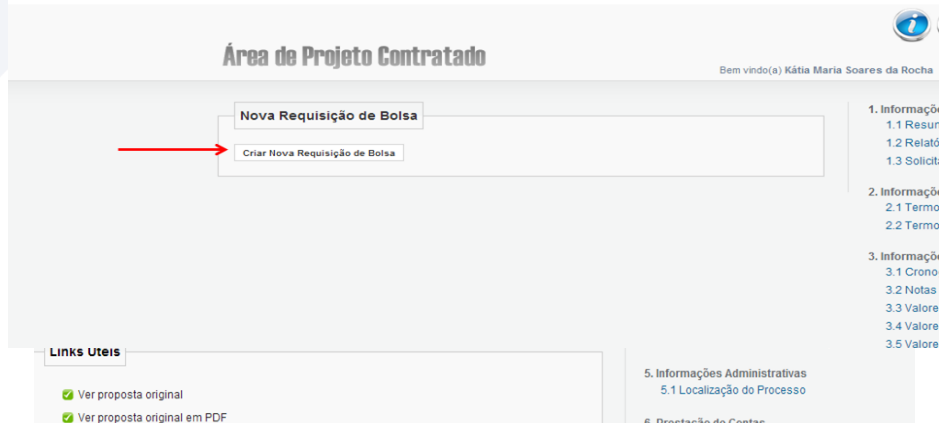 Área de Projeto Contratado
Bem vindo(a) Kátia Maria Soares da Rocha
Nova Requisição de Bolsa
Criar Nova Requisição de Bolsa
1. Informaçõ
1.1 Resun
1.2 Relató
1.3 Solicit
2. Informaçõ
2.1 Termo
2.2 Termo
3. Informaçõ
3.1 Crono
3.2 Notas
3.3 Valore
3.4 Valore
3.5 Valore
Links Úteis
Ver proposta original
Ver proposta original em PDF
5. Informações Administrativas
5.1 Localização do Processo
6. Prestação de Contas